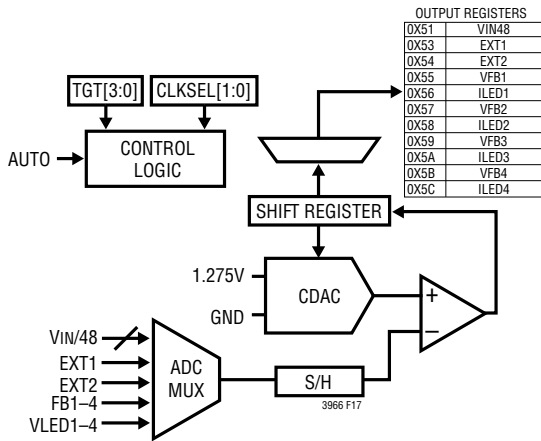 OUTPUT REGISTERS
0X51 VIN48
0X53 EXT1
0X54 EXT2
0X55 VFB1
0X56 ILED1
0X57 VFB2
0X58 ILED2
0X59 VFB3
0X5A ILED3
0X5B VFB4
0X5C ILED4
TGT[3:0]
CLKSEL[1:0]
AUTO
CONTROL
LOGIC
SHIFT REGISTER
1.275V
GND
CDAC
+
–
VIN/48
EXT1
EXT2
FB1–4
VLED1–4
ADC
MUX
S/H
3966 F17